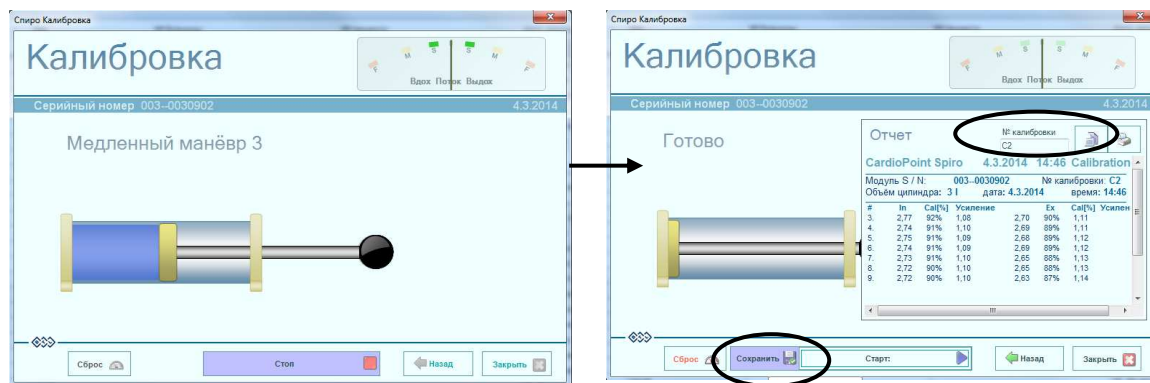 Спиро Калибровка
Калибровка
F M S S M F
Вдох Поток Выдох
Серийный номер 003--0030902 4.3.2014
Медленный манёвр 3
Сброс Стоп Назад Закрыть
Спиро Калибровка
Калибровка
F M S S M F
Вдох Поток Выдох
Серийный номер 003--0030902 4.3.2014
Готово
Отчет № калибровки
C2
CardioPoint Spiro 4.3.2014 14:46 Calibration
Модуль S / N: 003--0030902 № калибровки: C2
Объём цилиндра: 3 l дата: 4.3.2014 время: 14:46
# In Cal[%] Усиление Ex Cal[%] Усилен
3. 2,77 92% 1,08 2,70 90% 1,11
4. 2,74 91% 1,10 2,69 89% 1,11
5. 2,75 91% 1,09 2,68 89% 1,12
6. 2,74 91% 1,09 2,69 89% 1,12
7. 2,73 91% 1,10 2,65 88% 1,13
8. 2,72 90% 1,10 2,65 88% 1,13
9. 2,72 90% 1,10 2,63 87% 1,14
Сброс Сохранить Старт: Назад Закрыть